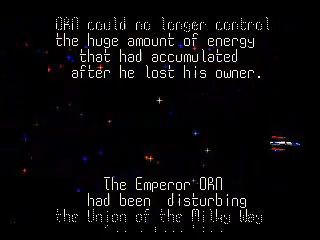 ORN could no longer control
the huge amount of energy
that had accumulated
after he lost his owner.
The Emperor ORN
had been disturbing
the Union of the Milky Way